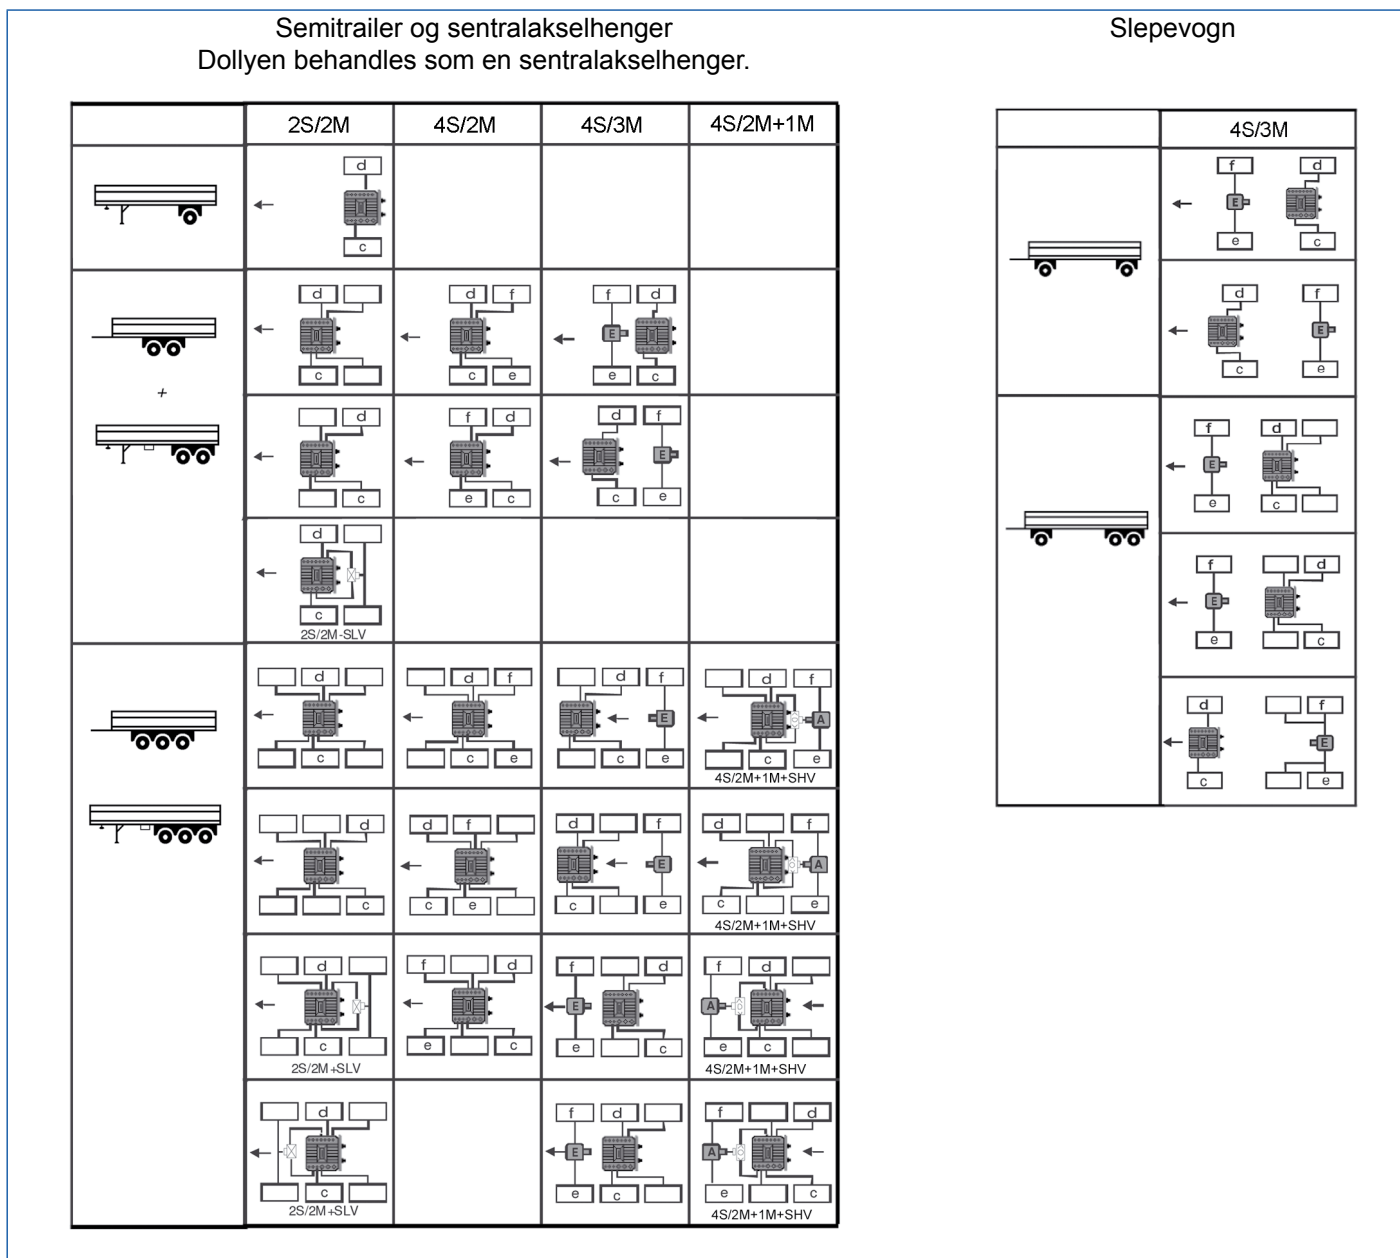 Semitrailer og sentralakselhenger
Dollyen behandles som en sentralakselhenger.
Slepevogn
2S/2M 4S/2M 4S/3M 4S/2M+1M
d
c
+
d d f f d
c c e E e c
d f d d f
c e c c E e
d
c
2S/2M-SLV
d d f d f d f
E A
c c e c e c e
4S/2M+1M+SHV
d d f d f d f
E A
c c e c e c e
4S/2M+1M+SHV
d f d f d f d
E A
c e c e c e c
2S/2M+SLV 4S/2M+1M+SHV
d f d f d
E A
c e c e c
2S/2M+SLV 4S/2M+1M+SHV
4S/3M
f d
E
e c
d f
E
c e
f d
E
e c
f d
E
e c
d f
E
c e